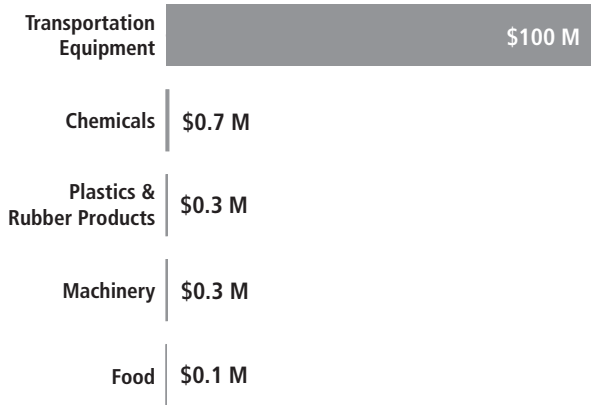 Transportation
Equipment
$100 M
Chemicals
$0.7 M
Plastics &
Rubber Products
$0.3 M
Machinery
$0.3 M
Food
$0.1 M